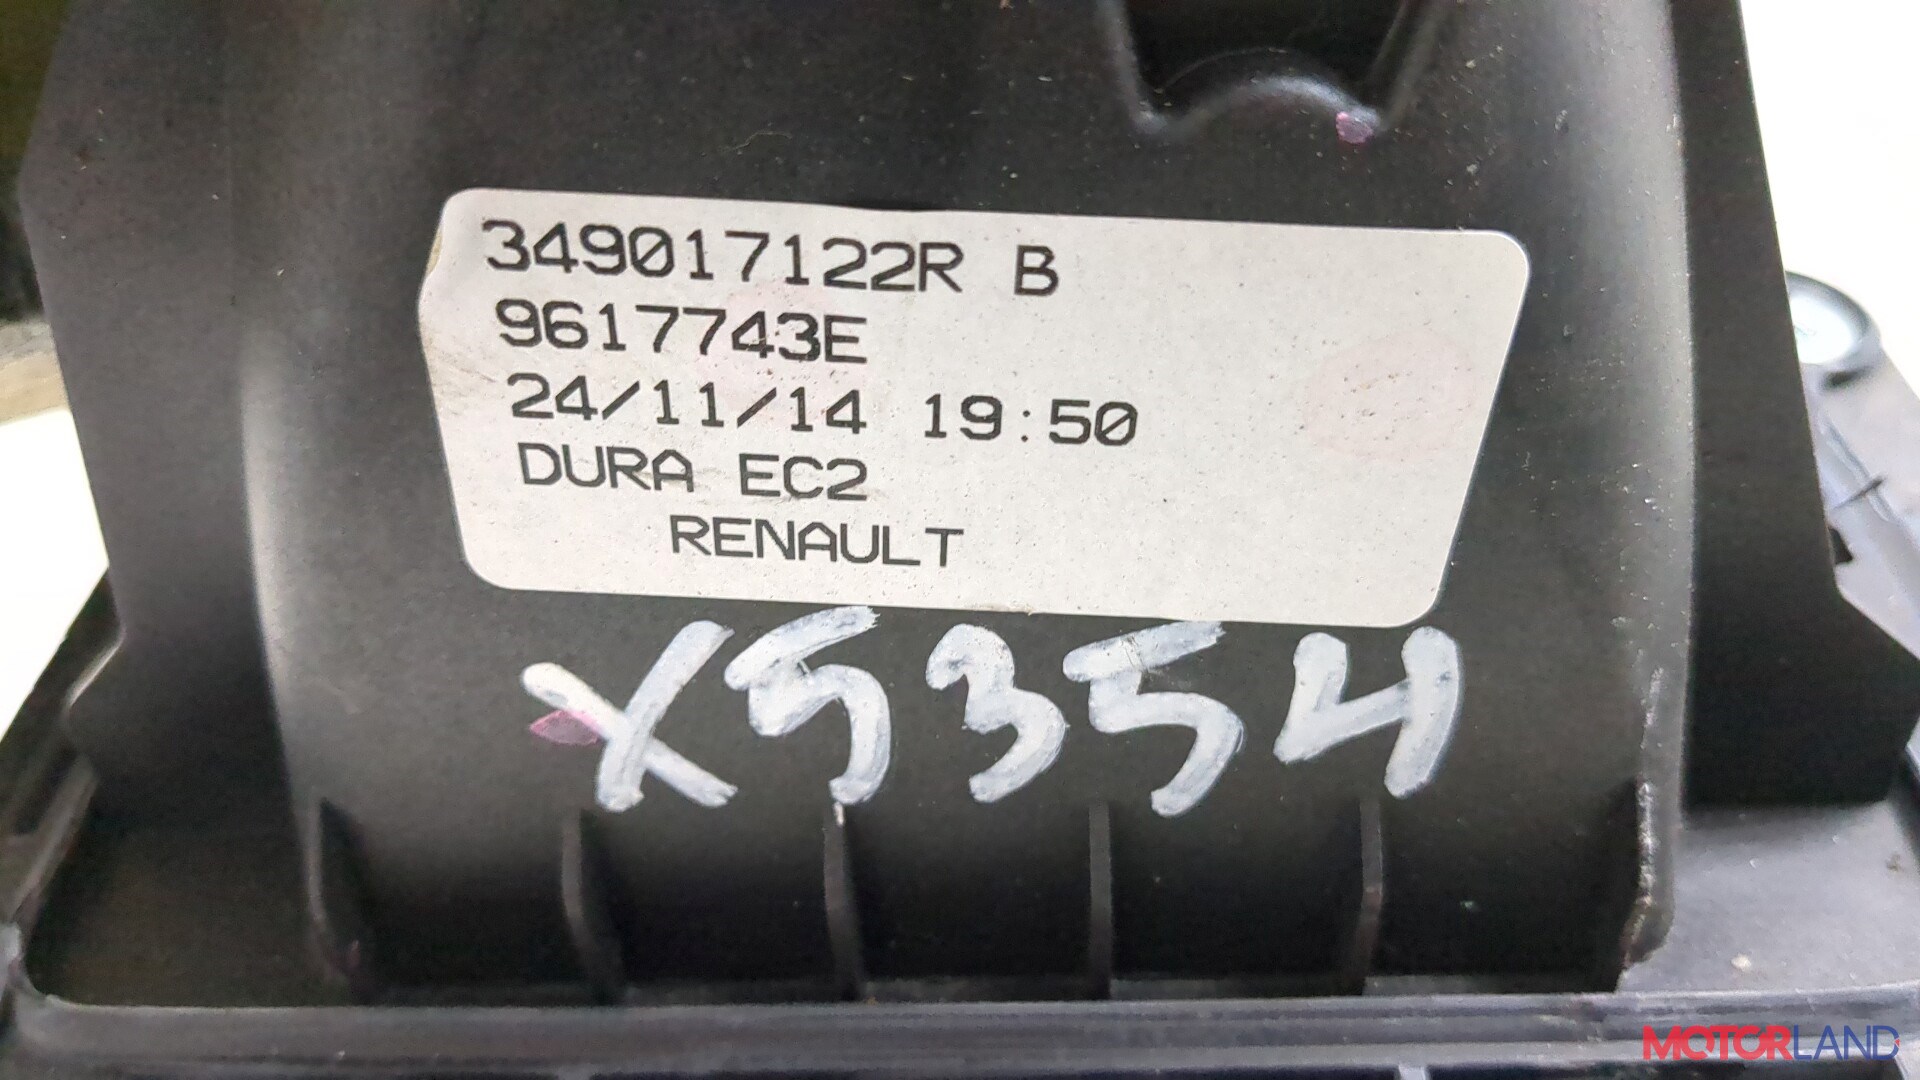 349017122R B
9617743E
24/11/14 19:50
DURA EC2
RENAULT
X5354
MOTORLAND